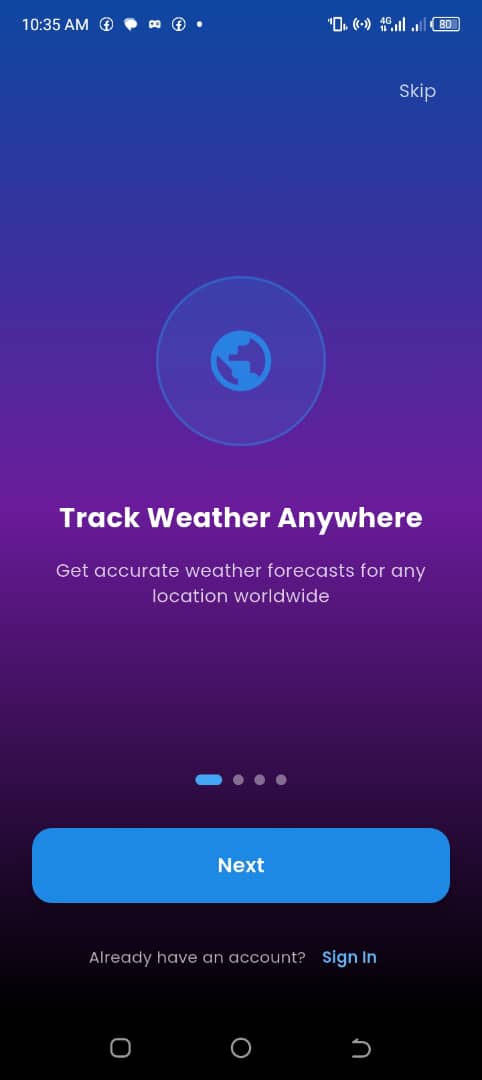 10:35 AM 4G 80
Skip
Track Weather Anywhere
Get accurate weather forecasts for any
location worldwide
Next
Already have an account? Sign In